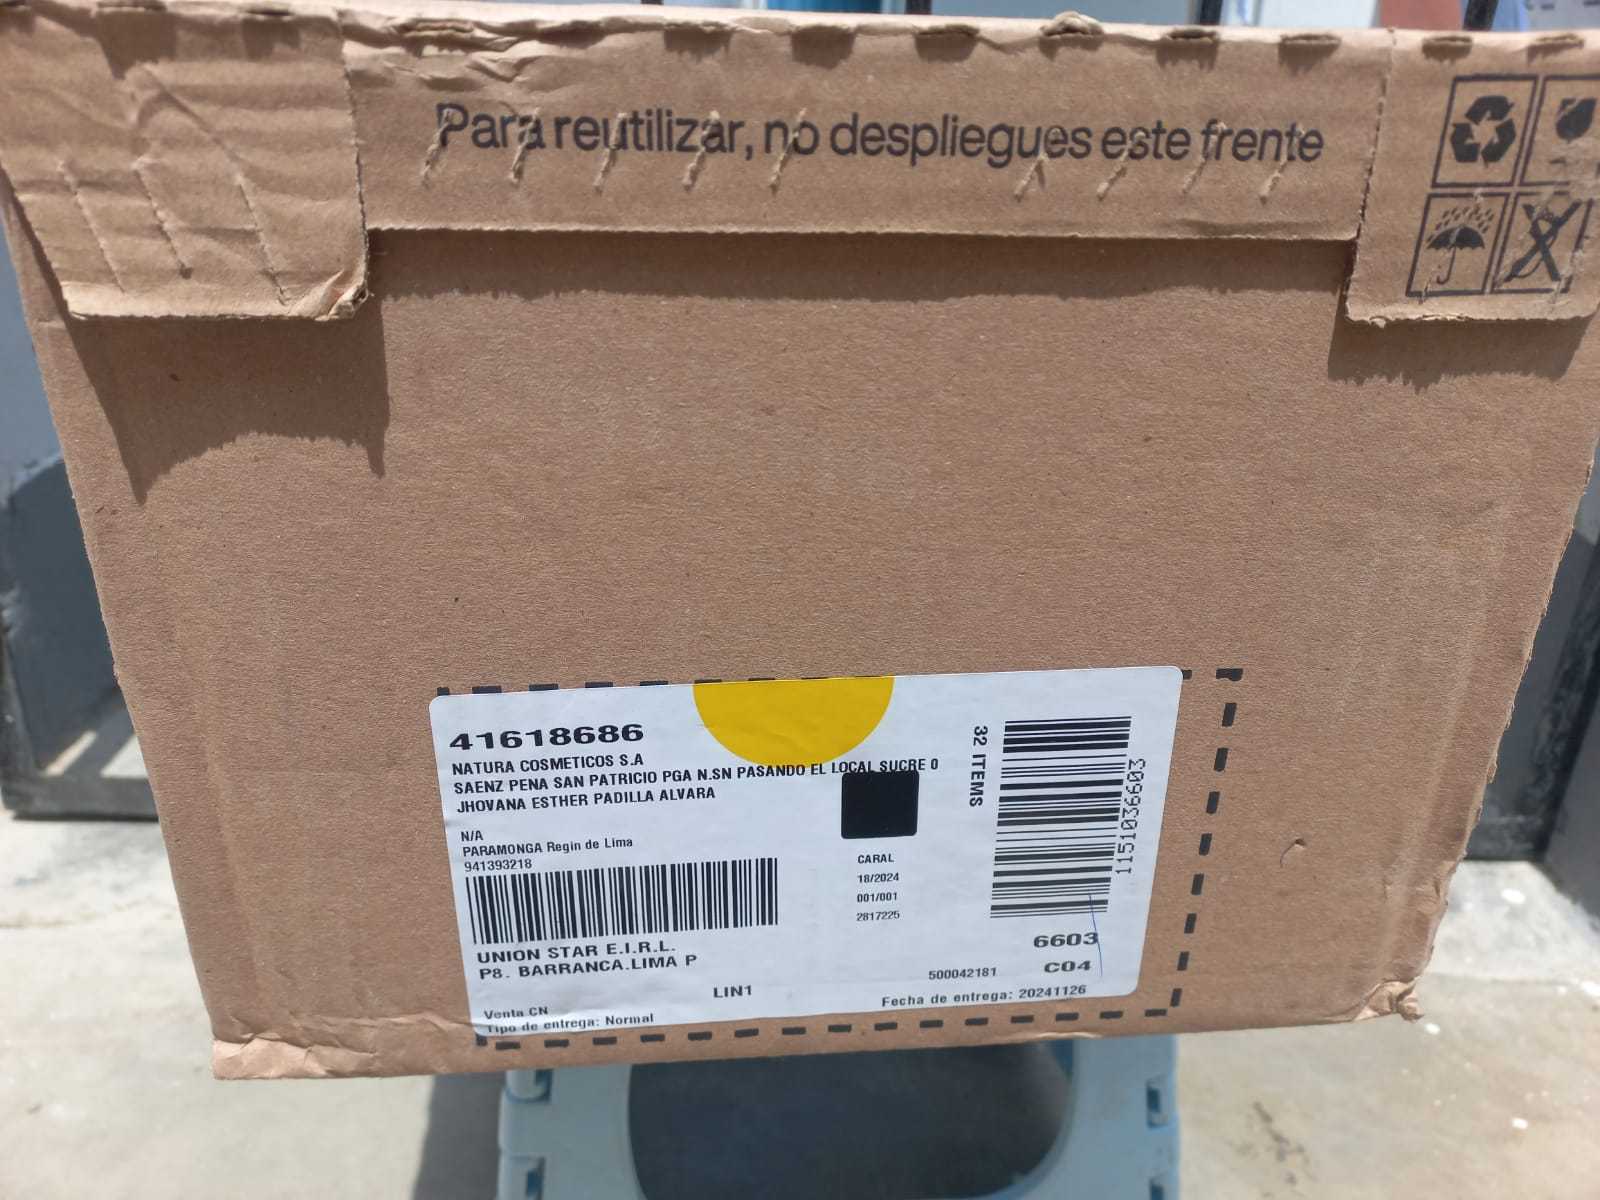 Para reutilizar, no despliegues este frente
41618686
NATURA COSMETICOS S.A
SAENZ PENA SAN PATRICIO PGA N.SN PASANDO EL LOCAL SUCRE 0
JHOVANA ESTHER PADILLA ALVARA
N/A
PARAMONGA Regin de Lima
941393218
UNION STAR E.I.R.L.
P8. BARRANCA.LIMA P
LIN1
Venta CN
Tipo de entrega: Normal
CARAL
18/2024
001/001
2817225
32 ITEMS
1151036603
6603
500042181
C04
Fecha de entrega: 20241126